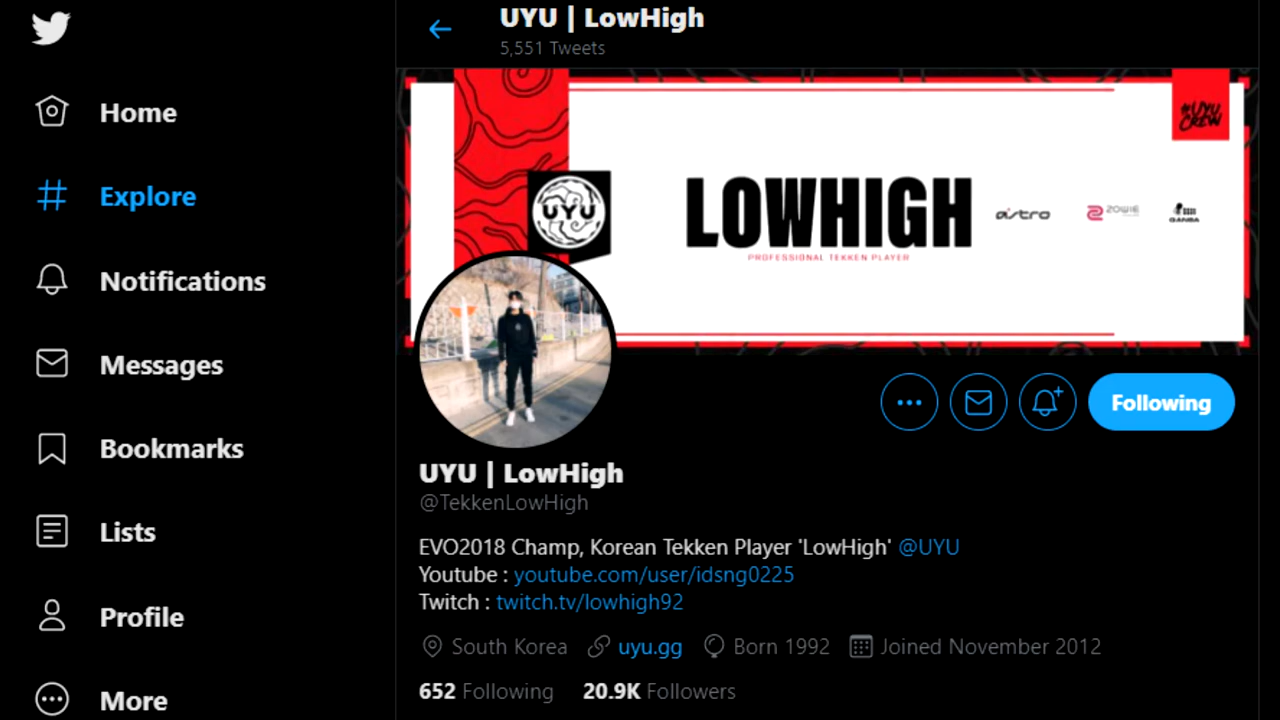 UYU | LowHigh
5,551 Tweets
Home
Explore
Notifications
Messages
Bookmarks
Lists
Profile
More
#UYU
CREW
UYU
LOWHIGH
PROFESSIONAL TEKKEN PLAYER
astro
ZOWIE
QANBA
Following
UYU | LowHigh
@TekkenLowHigh
EVO2018 Champ, Korean Tekken Player 'LowHigh' @UYU
Youtube : youtube.com/user/idsng0225
Twitch : twitch.tv/lowhigh92
South Korea uyu.gg Born 1992 Joined November 2012
652 Following 20.9K Followers